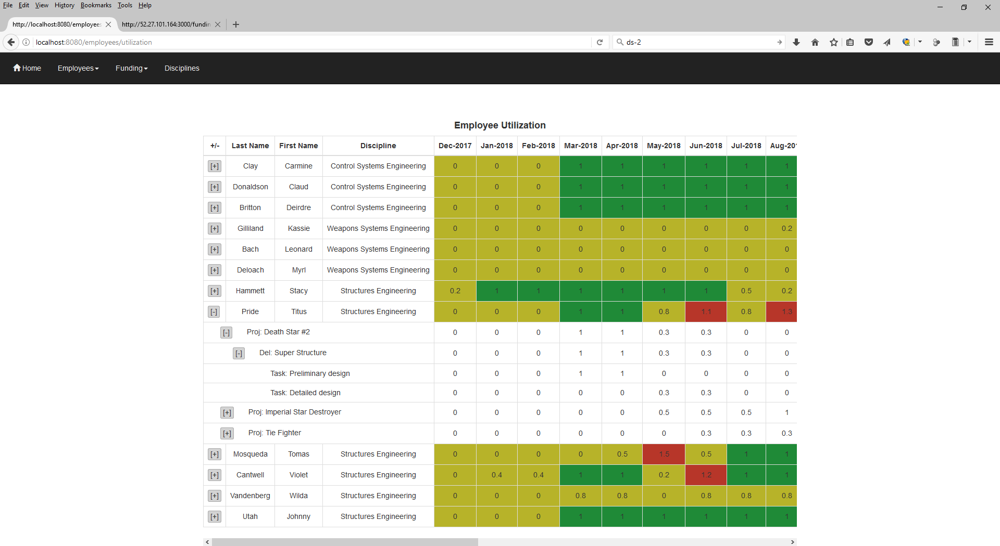 File Edit View History Bookmarks Tools Help
http://localhost:8080/employees http://52.27.101.164:3000/fundin
localhost:8080/employees/utilization ds-2
Home Employees Funding Disciplines
Employee Utilization
+/- Last Name First Name Discipline Dec-2017 Jan-2018 Feb-2018 Mar-2018 Apr-2018 May-2018 Jun-2018 Jul-2018 Aug-201
[+] Clay Carmine Control Systems Engineering 0 0 0 1 1 1 1 1 1
[+] Donaldson Claud Control Systems Engineering 0 0 0 1 1 1 1 1 1
[+] Britton Deirdre Control Systems Engineering 0 0 0 1 1 1 1 1 1
[+] Gilliland Kassie Weapons Systems Engineering 0 0 0 0 0 0 0 0 0.2
[+] Bach Leonard Weapons Systems Engineering 0 0 0 0 0 0 0 0 0
[+] Deloach Myrl Weapons Systems Engineering 0 0 0 0 0 0 0 0 0
[+] Hammett Stacy Structures Engineering 0.2 1 1 1 1 1 1 0.5 0.2
[-] Pride Titus Structures Engineering 0 0 0 1 1 0.8 1.1 0.8 1.3
[-] Proj: Death Star #2 0 0 0 1 1 0.3 0.3 0 0
[-] Del: Super Structure 0 0 0 1 1 0.3 0.3 0 0
Task: Preliminary design 0 0 0 1 1 0 0 0 0
Task: Detailed design 0 0 0 0 0 0.3 0.3 0 0
[+] Proj: Imperial Star Destroyer 0 0 0 0 0 0.5 0.5 0.5 1
[+] Proj: Tie Fighter 0 0 0 0 0 0 0.3 0.3 0.3
[+] Mosqueda Tomas Structures Engineering 0 0 0 0 0.5 1.5 0.5 1 1
[+] Cantwell Violet Structures Engineering 0 0.4 0.4 1 1 0.2 1.2 1 1
[+] Vandenberg Wilda Structures Engineering 0 0 0 0.8 0.8 0 0.8 0.8 0.8
[+] Utah Johnny Structures Engineering 0 0 0 1 1 1 1 1 1